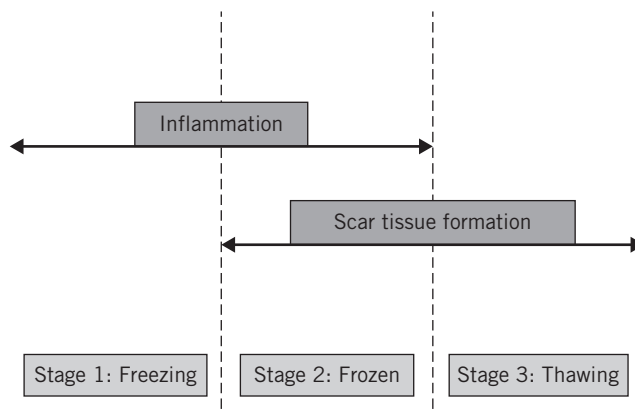 Inflammation
Scar tissue formation
Stage 1: Freezing
Stage 2: Frozen
Stage 3: Thawing